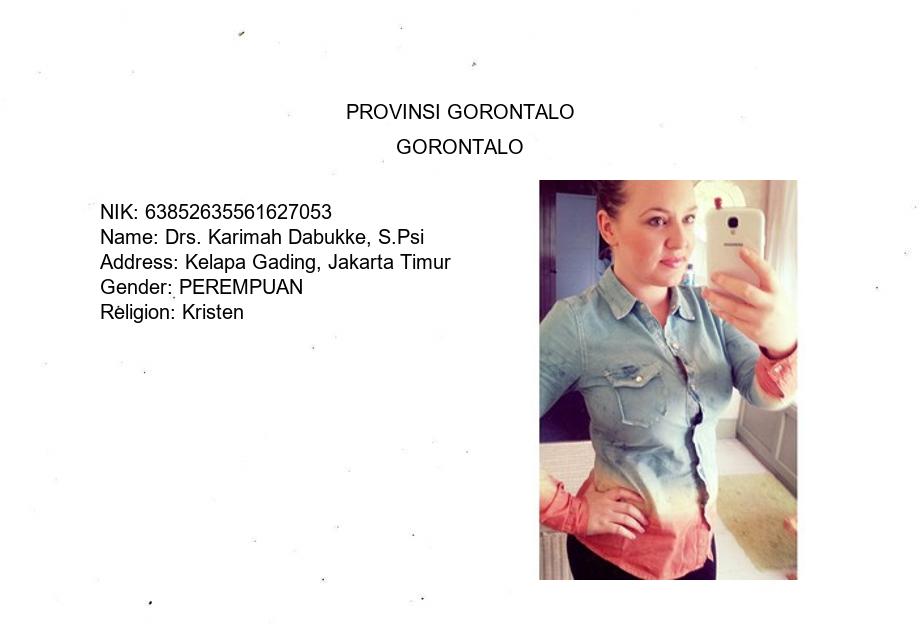 PROVINSI GORONTALO
GORONTALO
NIK: 63852635561627053
Name: Drs. Karimah Dabukke, S.Psi
Address: Kelapa Gading, Jakarta Timur
Gender: PEREMPUAN
Religion: Kristen